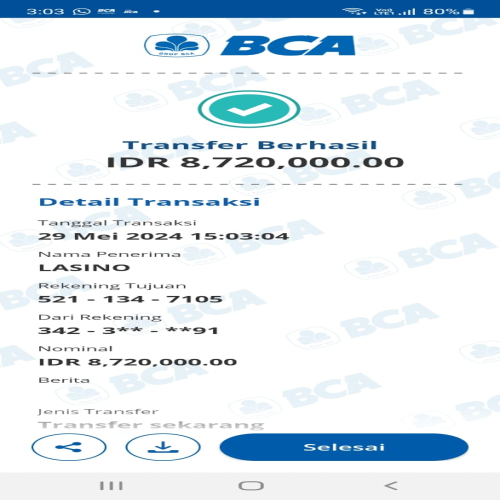 3:03 BCA 80%
BCA
Transfer Berhasil
IDR 8,720,000.00
Detail Transaksi
Tanggal Transaksi
29 Mei 2024 15:03:04
Nama Penerima
LASINO
Rekening Tujuan
521 - 134 - 7105
Dari Rekening
342 - 3** - **91
Nominal
IDR 8,720,000.00
Berita
Jenis Transfer
Transfer sekarang
Selesai